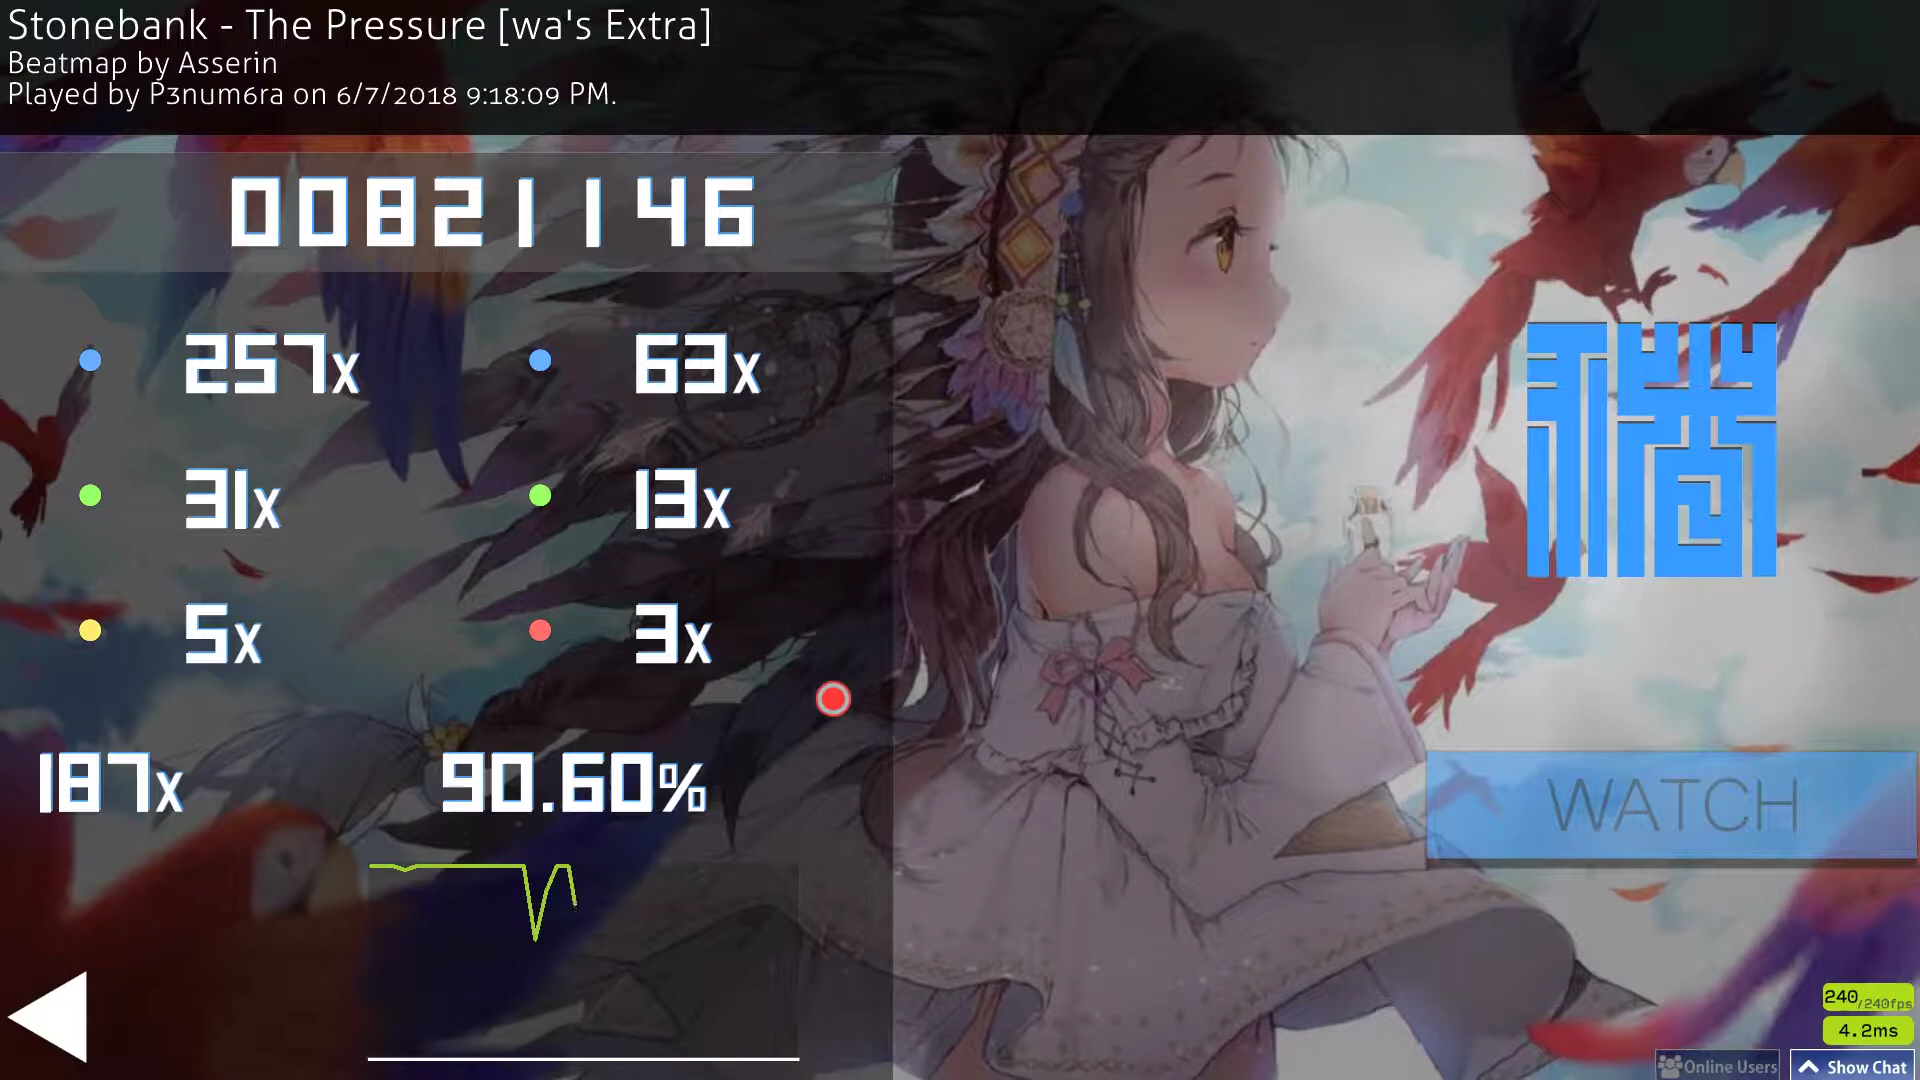 Stonebank - The Pressure [wa's Extra]
Beatmap by Asserin
Played by P3num6ra on 6/7/2018 9:18:09 PM.
00821146
257x 63x
31x 13x
5x 3x
187x 90.60%
WATCH
240/240fps
4.2ms
Online Users Show Chat